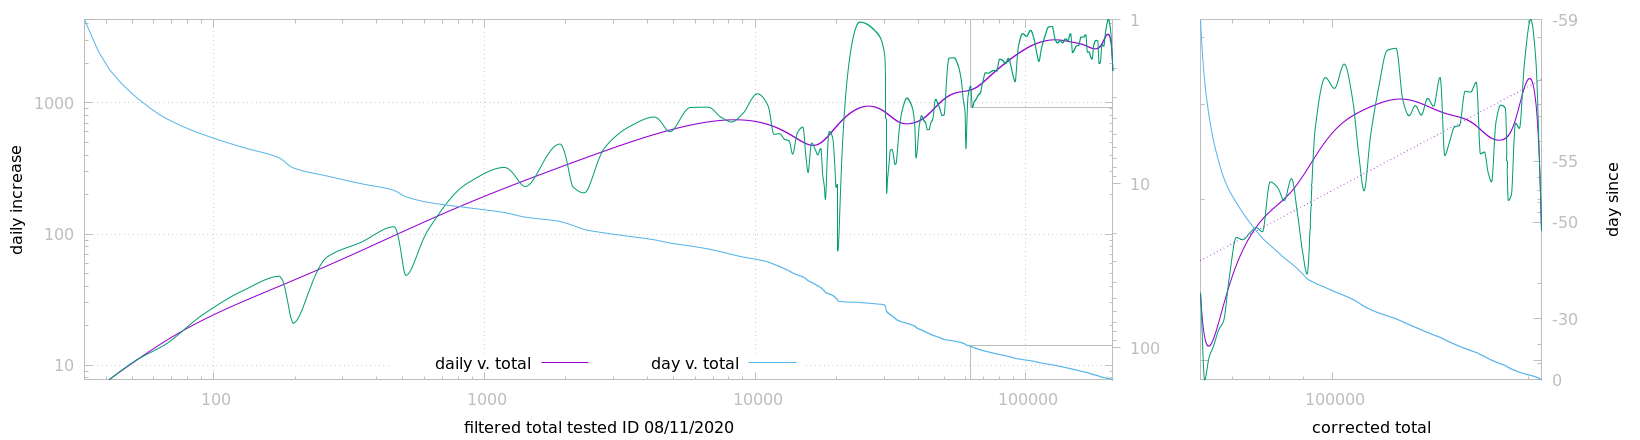 1000
100
10
daily increase
100
1000
10000
100000
1
10
100
daily v. total
day v. total
filtered total tested ID 08/11/2020
-59
-55
-50
-30
0
day since
100000
corrected total